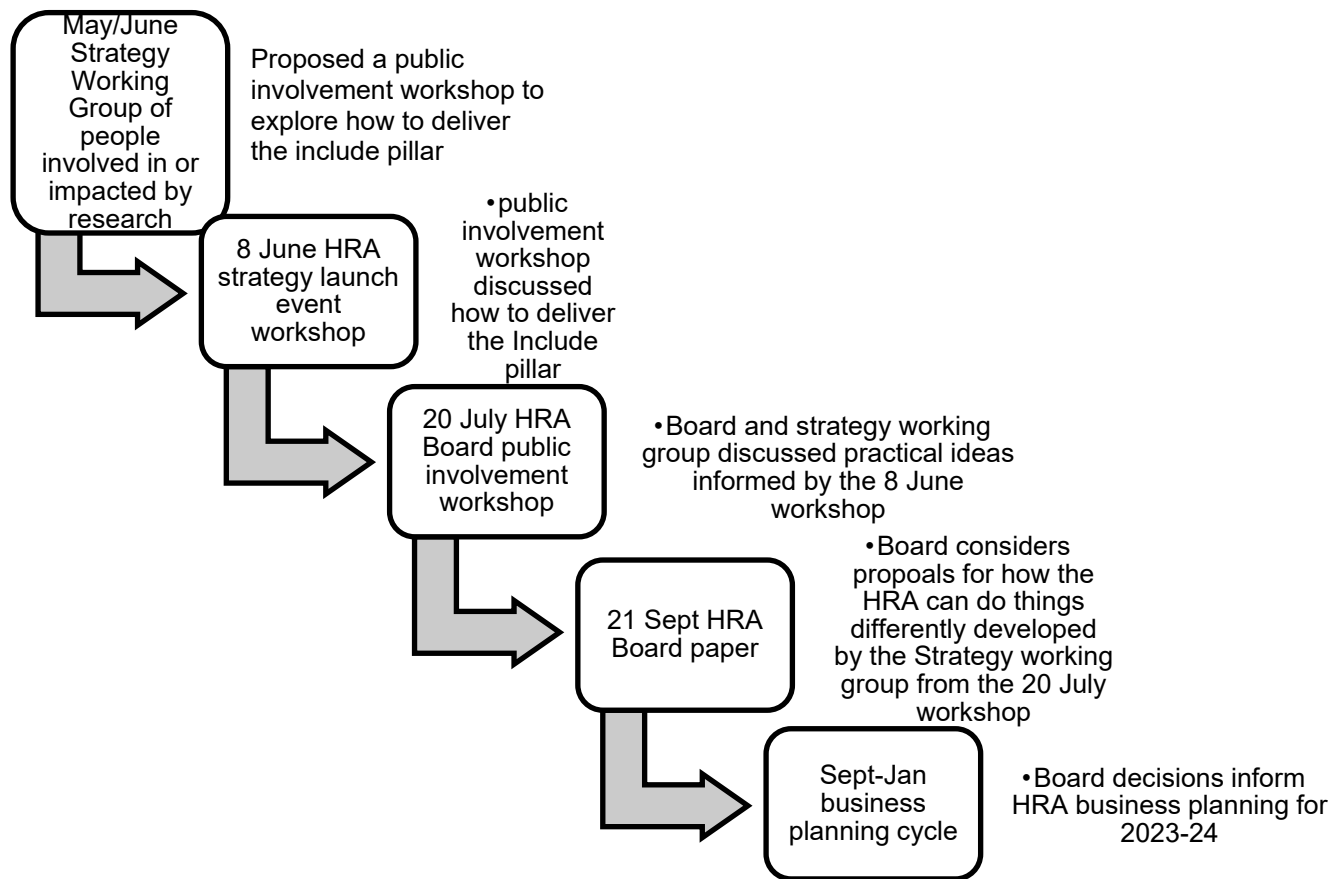 May/June
Strategy
Working
Group of
people
involved in or
impacted by
research
Proposed a public
involvement workshop to
explore how to deliver
the include pillar
8 June HRA
strategy launch
event
workshop
•public
involvement
workshop
discussed
how to deliver
the Include
pillar
20 July HRA
Board public
involvement
workshop
•Board and strategy working
group discussed practical ideas
informed by the 8 June
workshop
21 Sept HRA
Board paper
•Board considers
propoals for how the
HRA can do things
differently developed
by the Strategy working
group from the 20 July
workshop
Sept-Jan
business
planning cycle
•Board decisions inform
HRA business planning for
2023-24